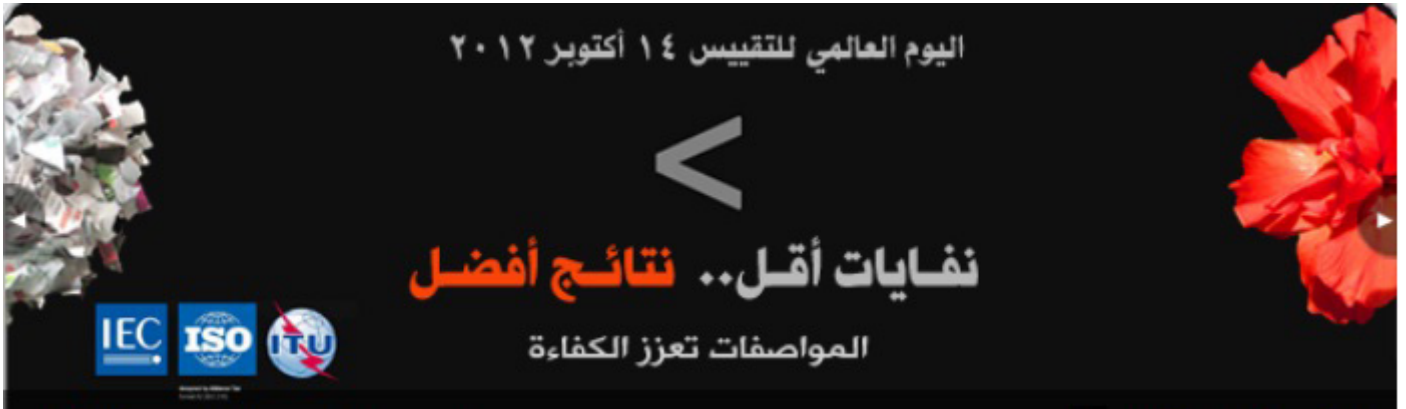 اليوم العالمي للتقييس ١٤ أكتوبر ٢٠١٢
<
نفايات أقل.. نتائج أفضل
المواصفات تعزز الكفاءة
IEC ISO ITU